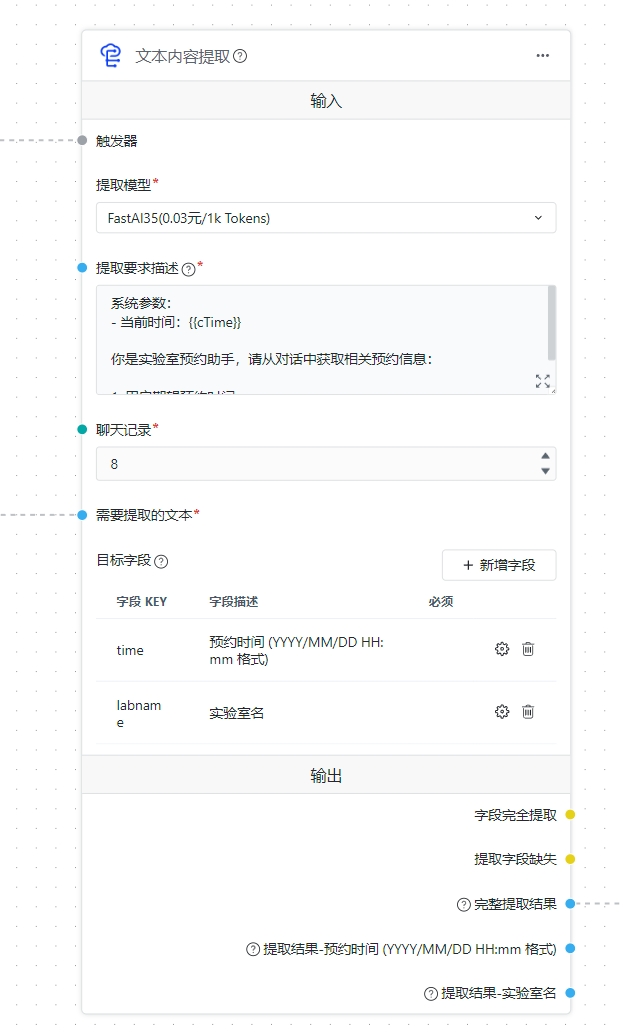 文本内容提取
输入
触发器
提取模型*
FastAI35(0.03元/1k Tokens)
提取要求描述*
系统参数:
- 当前时间：{{cTime}}
你是实验室预约助手，请从对话中获取相关预约信息：
聊天记录*
8
需要提取的文本*
目标字段
+ 新增字段
字段 KEY 字段描述 必须
time
预约时间 (YYYY/MM/DD HH:
mm 格式)
labnam
e
实验室名
输出
字段完全提取
提取字段缺失
完整提取结果
提取结果-预约时间 (YYYY/MM/DD HH:mm 格式)
提取结果-实验室名